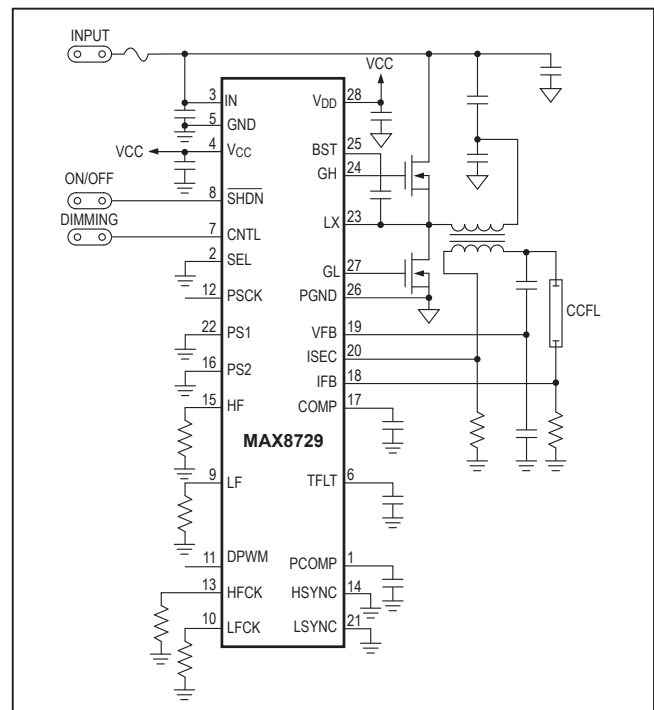 INPUT
VCC
3
IN
VDD
28
5
GND
BST
25
VCC
4
VCC
GH
24
ON/OFF
8
SHDN
LX
23
DIMMING
7
CNTL
2
SEL
GL
27
12
PSCK
PGND
26
22
PS1
VFB
19
CCFL
ISEC
20
16
PS2
IFB
18
15
HF
COMP
17
MAX8729
9
LF
TFLT
6
11
DPWM
PCOMP
1
13
HFCK
HSYNC
14
10
LFCK
LSYNC
21